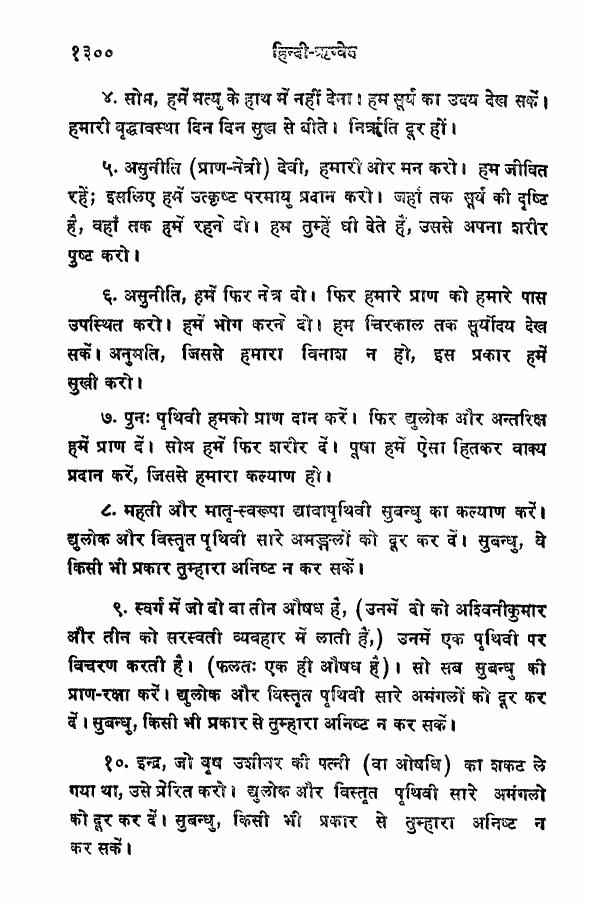 १३००
हिन्दी-ऋग्वेद
४. सोम, हमें मत्यु के हाथ में नहीं देना। हम सूर्य का उदय देख सकें।
हमारी वृद्धावस्था दिन दिन सुख से बीते। निर्ऋति दूर हों।
५. असुनीति (प्राण-नेत्री) देवी, हमारी ओर मन करो। हम जीवित
रहें; इसलिए हमें उत्कृष्ट परमायु प्रदान करो। जहाँ तक सूर्य की दृष्टि
है, वहाँ तक हमें रहने दो। हम तुम्हें घी देते हैं, उससे अपना शरीर
पुष्ट करो।
६. असुनीति, हमें फिर नेत्र दो। फिर हमारे प्राण को हमारे पास
उपस्थित करो। हमें भोग करने दो। हम चिरकाल तक सूर्योदय देख
सकें। अनुमति, जिससे हमारा विनाश न हो, इस प्रकार हमें
सुखी करो।
७. पुनः पृथिवी हमको प्राण दान करें। फिर द्युलोक और अन्तरिक्ष
हमें प्राण दें। सोम हमें फिर शरीर दें। पूषा हमें ऐसा हितकर वाक्य
प्रदान करें, जिससे हमारा कल्याण हो।
८. महती और मातृ-स्वरूपा द्यावापृथिवी सुबन्धु का कल्याण करें।
द्युलोक और विस्तृत पृथिवी सारे अमङ्गलों को दूर कर दें। सुबन्धु, वे
किसी भी प्रकार तुम्हारा अनिष्ट न कर सकें।
९. स्वर्ग में जो दो वा तीन औषध हैं, (उनमें दो को अश्विनीकुमार
और तीन को सरस्वती व्यवहार में लाती हैं,) उनमें एक पृथिवी पर
विचरण करती है। (फलतः एक ही औषध है)। सो सब सुबन्धु की
प्राण-रक्षा करें। द्युलोक और विस्तृत पृथिवी सारे अमंगलों को दूर कर
दें। सुबन्धु, किसी भी प्रकार से तुम्हारा अनिष्ट न कर सकें।
१०. इन्द्र, जो वृष उशीनर की पत्नी (वा ओषधि) का शकट ले
गया था, उसे प्रेरित करो। द्युलोक और विस्तृत पृथिवी सारे अमंगलो
को दूर कर दें। सुबन्धु, किसी भी प्रकार से तुम्हारा अनिष्ट न
कर सकें।